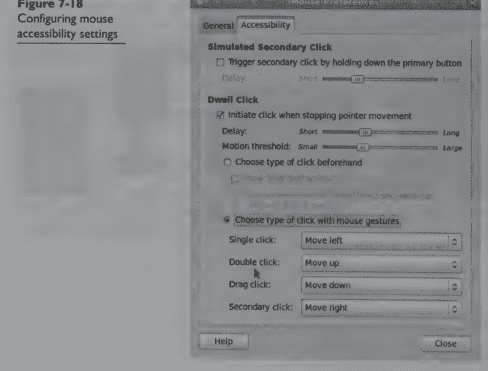 Figure 7-18
Configuring mouse
accessibility settings
Mouse Preferences
General Accessibility
Simulated Secondary Click
Trigger secondary click by holding down the primary button
Delay: Short Long
Dwell Click
Initiate click when stopping pointer movement
Delay: Short Long
Motion threshold: Small Large
Choose type of click beforehand
Choose type of click with mouse gestures
Single click: Move left
Double click: Move up
Drag click: Move down
Secondary click: Move right
Help Close